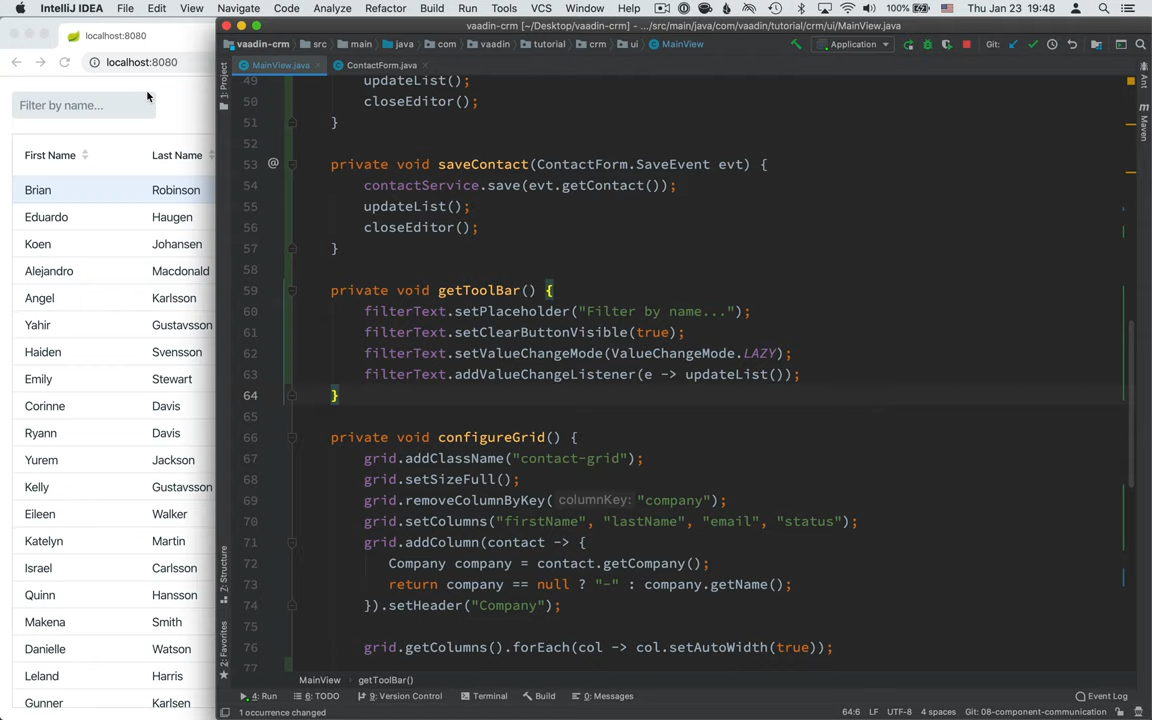 IntelliJ IDEA File Edit View Navigate Code Analyze Refactor Build Run Tools VCS Window Help 100% Thu Jan 23 19:48
localhost:8080
vaadin-crm [~/Desktop/vaadin-crm] - .../src/main/java/com/vaadin/tutorial/crm/ui/MainView.java
vaadin-crm src main java com vaadin tutorial crm ui MainView Application Git:
localhost:8080
MainView.java ContactForm.java
1: Project
Ant
Maven
Filter by name...
First Name Last Name
Brian Robinson
Eduardo Haugen
Koen Johansen
Alejandro Macdonald
Angel Karlsson
Yahir Gustavsson
Haiden Svensson
Emily Stewart
Corinne Davis
Ryann Davis
Yurem Jackson
Kelly Gustavsson
Eileen Walker
Katelyn Martin
Israel Carlsson
Quinn Hansson
Makena Smith
Danielle Watson
Leland Harris
Gunner Karlsen
7: Structure
2: Favorites
49 updateList();
50 closeEditor();
51 }
52
53 @ private void saveContact(ContactForm.SaveEvent evt) {
54 contactService.save(evt.getContact());
55 updateList();
56 closeEditor();
57 }
58
59 private void getToolBar() {
60 filterText.setPlaceholder("Filter by name...");
61 filterText.setClearButtonVisible(true);
62 filterText.setValueChangeMode(ValueChangeMode.LAZY);
63 filterText.addValueChangeListener(e -> updateList());
64 }
65
66 private void configureGrid() {
67 grid.addClassName("contact-grid");
68 grid.setSizeFull();
69 grid.removeColumnByKey( columnKey: "company");
70 grid.setColumns("firstName", "lastName", "email", "status");
71 grid.addColumn(contact -> {
72 Company company = contact.getCompany();
73 return company == null ? "-" : company.getName();
74 }).setHeader("Company");
75
76 grid.getColumns().forEach(col -> col.setAutoWidth(true));
77
MainView getToolBar()
4: Run 6: TODO 9: Version Control Terminal Build 0: Messages Event Log
1 occurrence changed 64:6 LF UTF-8 4 spaces Git: 08-component-communication